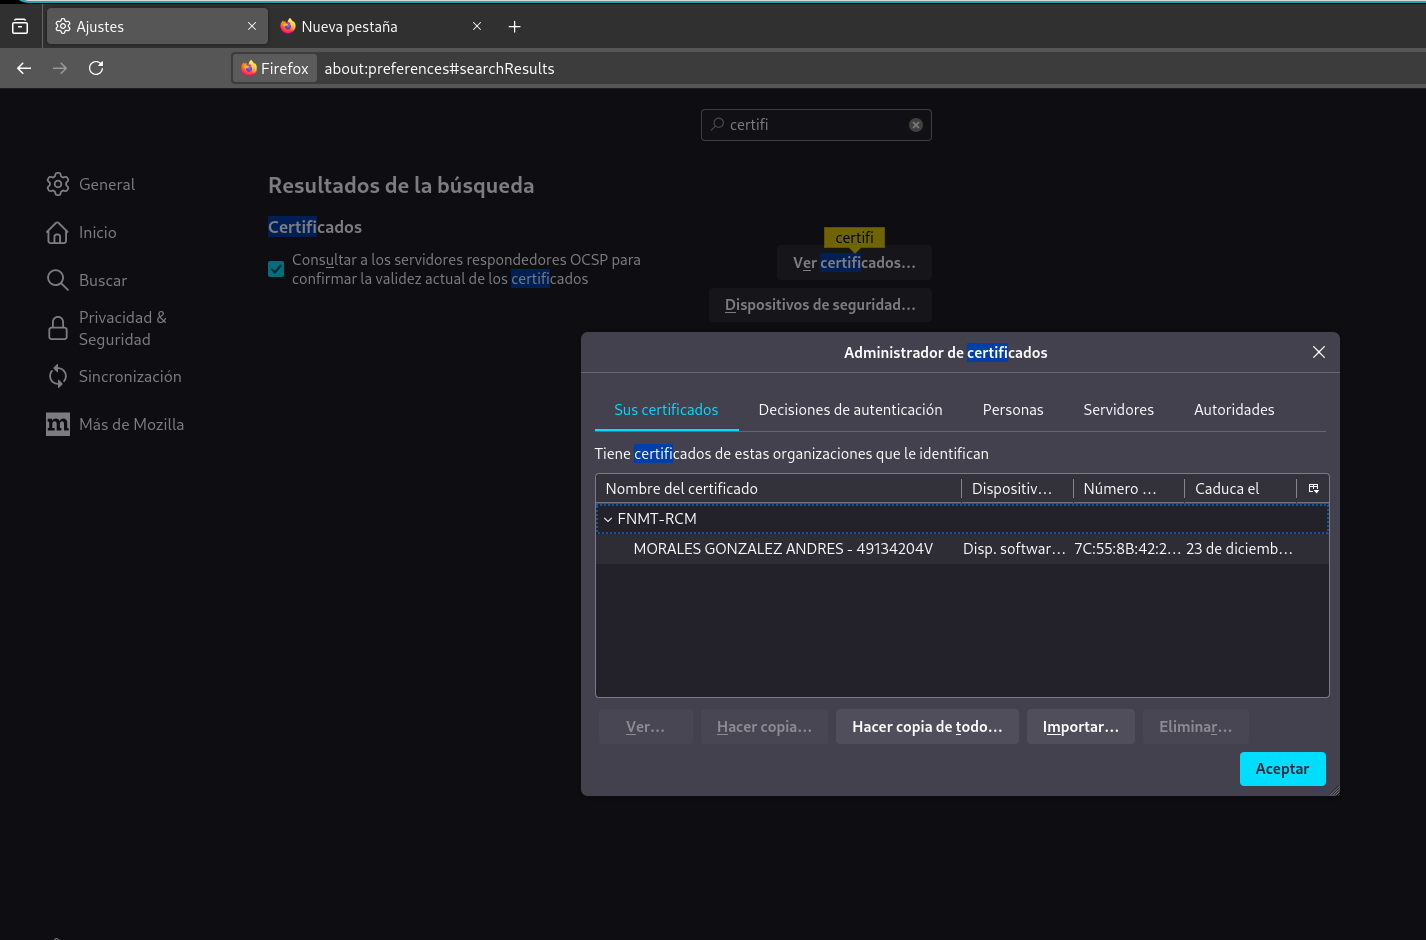 Ajustes
Nueva pestaña
Firefox
about:preferences#searchResults
certifi
General
Inicio
Buscar
Privacidad &
Seguridad
Sincronización
m
Más de Mozilla
Resultados de la búsqueda
Certificados
Consultar a los servidores respondedores OCSP para
confirmar la validez actual de los certificados
certifi
Ver certificados...
Dispositivos de seguridad...
Administrador de certificados
Sus certificados
Decisiones de autenticación
Personas
Servidores
Autoridades
Tiene certificados de estas organizaciones que le identifican
Nombre del certificado
Dispositiv...
Número ...
Caduca el
FNMT-RCM
MORALES GONZALEZ ANDRES - 49134204V
Disp. softwar...
7C:55:8B:42:2...
23 de diciemb...
Ver...
Hacer copia...
Hacer copia de todo...
Importar...
Eliminar...
Aceptar